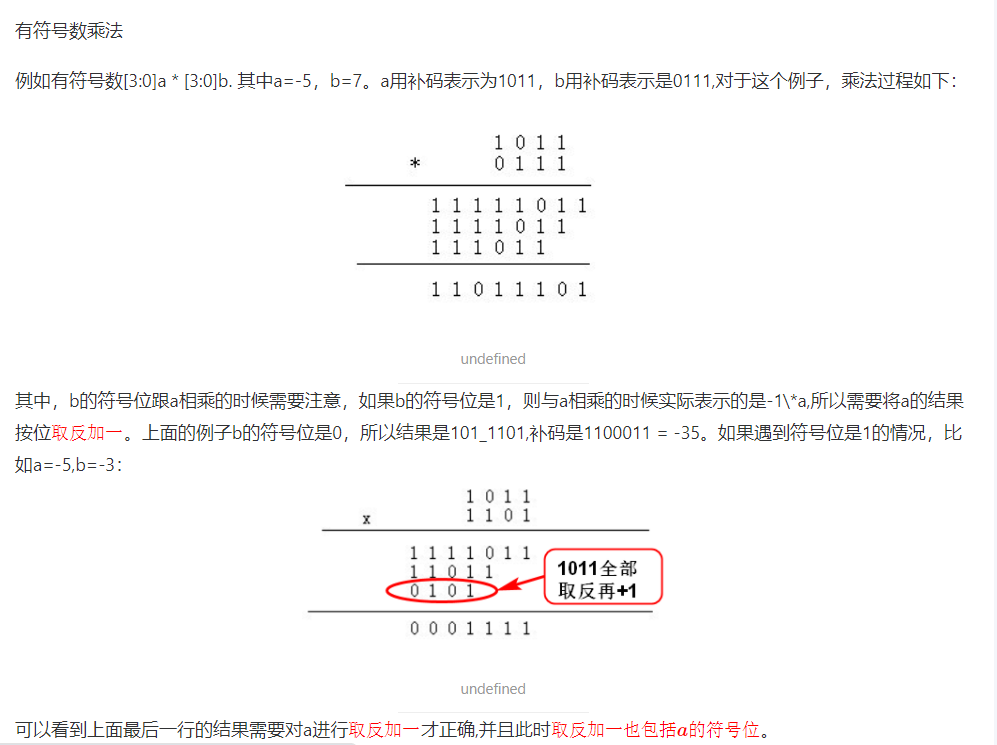 有符号数乘法
例如有符号数[3:0]a * [3:0]b. 其中a=-5，b=7。a用补码表示为1011，b用补码表示是0111,对于这个例子，乘法过程如下：
1 0 1 1
* 0 1 1 1
1 1 1 1 1 0 1 1
1 1 1 1 0 1 1
1 1 1 0 1 1
1 1 0 1 1 1 0 1
undefined
其中，b的符号位跟a相乘的时候需要注意，如果b的符号位是1，则与a相乘的时候实际表示的是-1\*a,所以需要将a的结果
按位取反加一。上面的例子b的符号位是0，所以结果是101_1101,补码是1100011 = -35。如果遇到符号位是1的情况，比
如a=-5,b=-3：
1 0 1 1
x 1 1 0 1
1 1 1 1 0 1 1
1 1 0 1 1
0 1 0 1
1011全部
取反再+1
0 0 0 1 1 1 1
undefined
可以看到上面最后一行的结果需要对a进行取反加一才正确,并且此时取反加一也包括a的符号位。